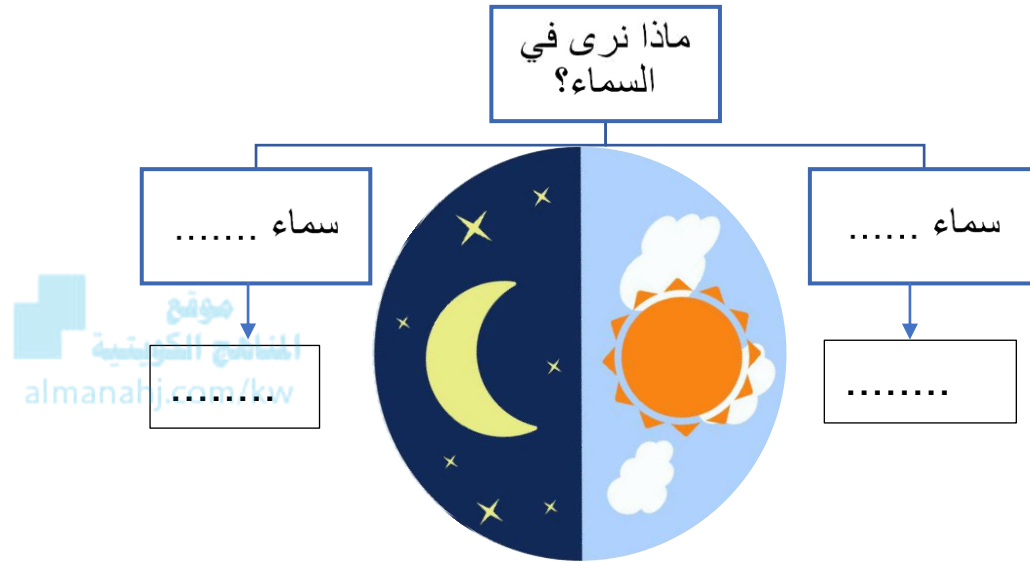 ماذا نرى في
السماء؟
سماء ......
سماء .......
........
........
موقع
المناهج الكويتية
almanahj.com/kw